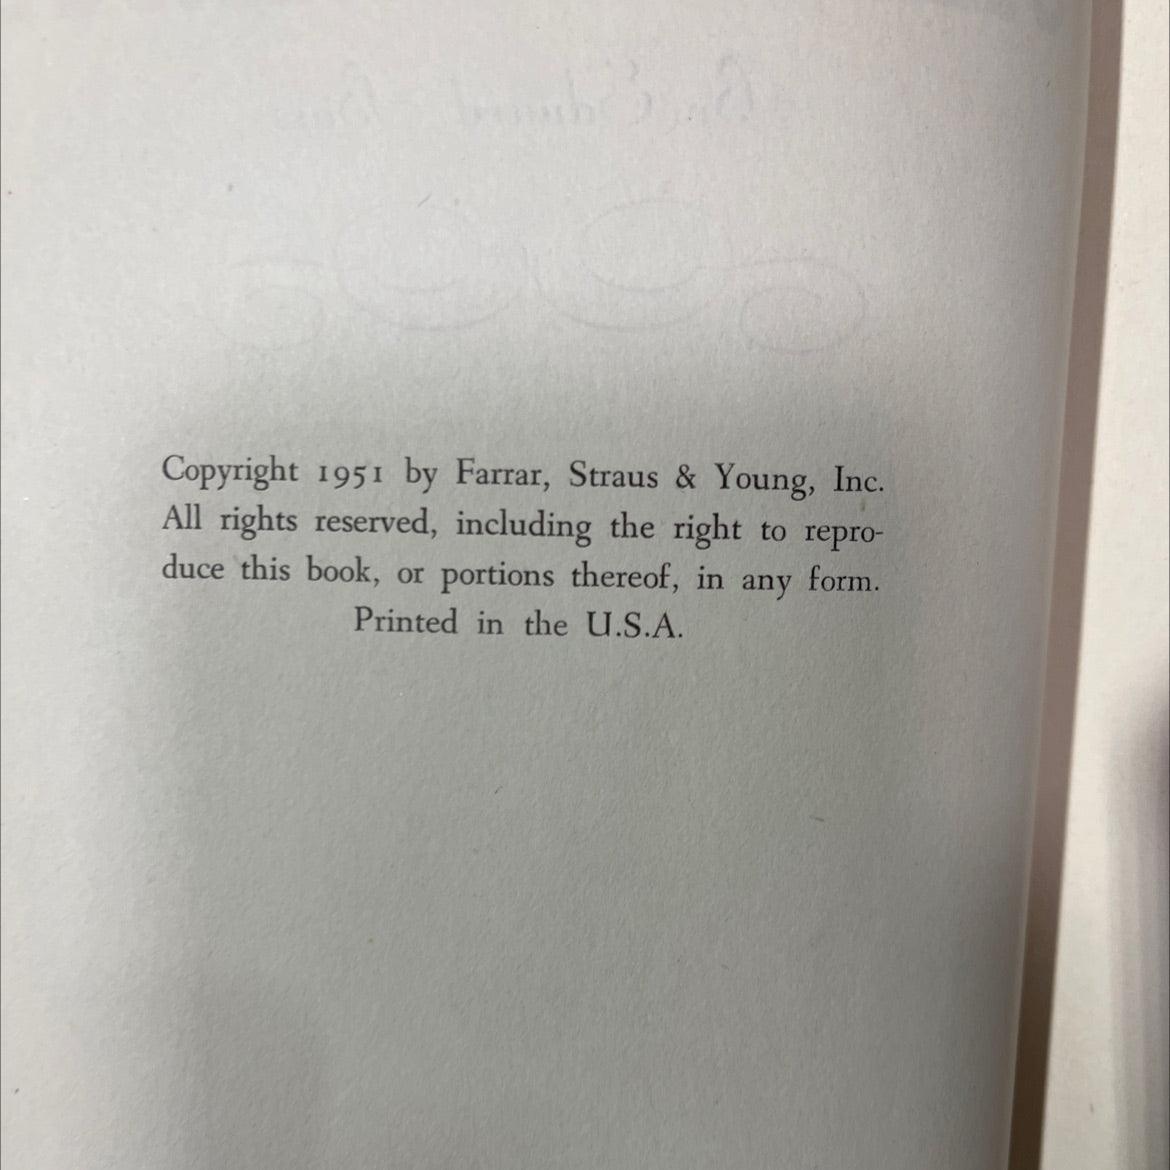 Copyright 1951 by Farrar, Straus & Young, Inc.
All rights reserved, including the right to repro-
duce this book, or portions thereof, in any form.
Printed in the U.S.A.